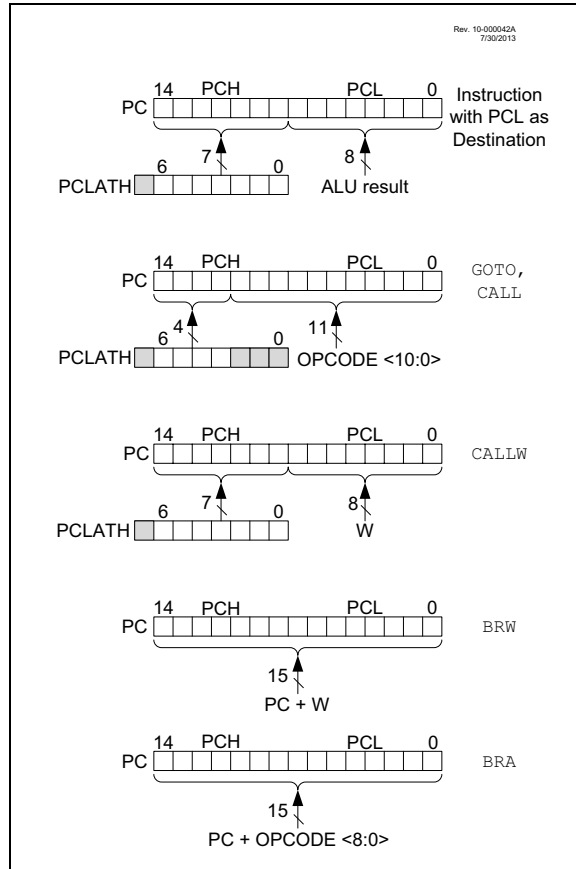 Rev. 10-000042A
7/30/2013
14 PCH PCL 0
PC
Instruction
with PCL as
Destination
7 8
6 0
PCLATH
ALU result
14 PCH PCL 0
PC
GOTO,
CALL
4 11
6 0
PCLATH
OPCODE <10:0>
14 PCH PCL 0
PC
CALLW
7 8
6 0
PCLATH
W
14 PCH PCL 0
PC
BRW
15
PC + W
14 PCH PCL 0
PC
BRA
15
PC + OPCODE <8:0>